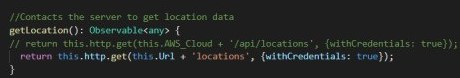 //Contacts the server to get location data
getLocation(): Observable<any> {
// return this.http.get(this.AWS_Cloud + '/api/locations', {withCredentials: true});
return this.http.get(this.Url + 'locations', {withCredentials: true});
}